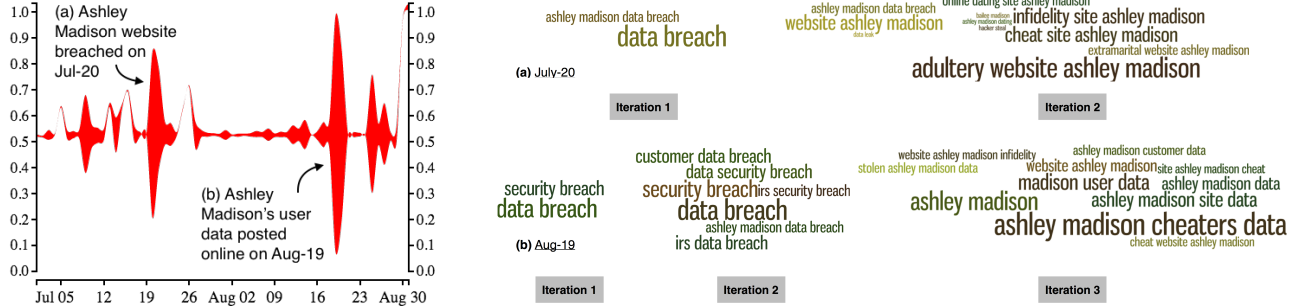 1.0
0.9
0.8
0.7
0.6
0.5
0.4
0.3
0.2
0.1
0.0
(a) Ashley
Madison website
breached on
Jul-20
(b) Ashley
Madison's user
data posted
online on Aug-19
1.0
0.9
0.8
0.7
0.6
0.5
0.4
0.3
0.2
0.1
0.0
Jul 05 12 19 26 Aug 02 09 16 23 Aug 30
ashley madison data breach
data breach
(a) July-20
Iteration 1
ashley madison data breach
website ashley madison
data leak
online dating site ashley madison
bailey madison
ashley madison dating
hacker steal
infidelity site ashley madison
cheat site ashley madison
extramarital website ashley madison
adultery website ashley madison
Iteration 2
security breach
data breach
(b) Aug-19
Iteration 1
customer data breach
data security breach
security breach irs security breach
data breach
ashley madison data breach
irs data breach
Iteration 2
website ashley madison infidelity
ashley madison customer data
stolen ashley madison data
website ashley madison site ashley madison cheat
madison user data
ashley madison data
ashley madison
ashley madison site data
ashley madison cheaters data
cheat website ashley madison
Iteration 3